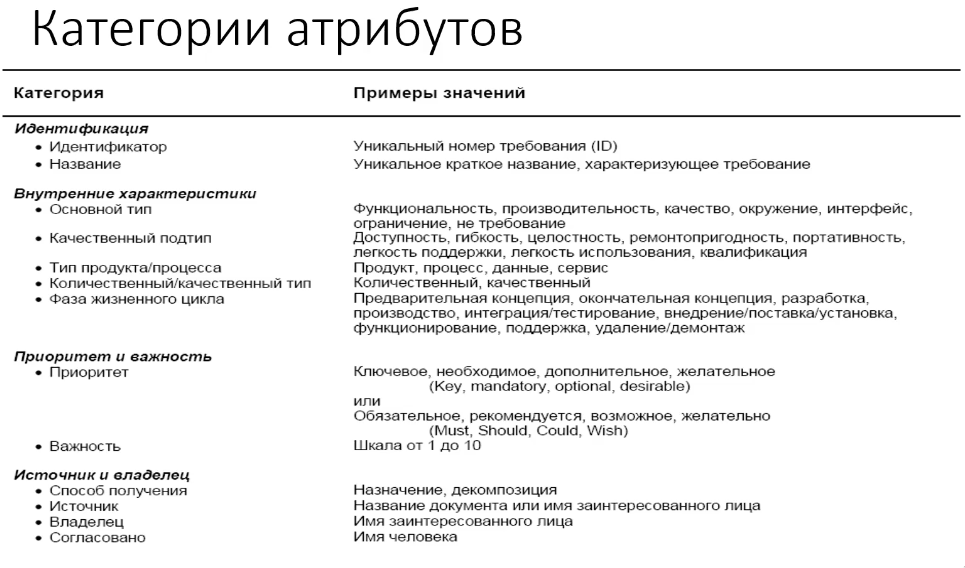 Категории атрибутов
Категория Примеры значений
Идентификация
• Идентификатор Уникальный номер требования (ID)
• Название Уникальное краткое название, характеризующее требование
Внутренние характеристики
• Основной тип Функциональность, производительность, качество, окружение, интерфейс,
ограничение, не требование
• Качественный подтип Доступность, гибкость, целостность, ремонтопригодность, портативность,
легкость поддержки, легкость использования, квалификация
• Тип продукта/процесса Продукт, процесс, данные, сервис
• Количественный/качественный тип Количественный, качественный
• Фаза жизненного цикла Предварительная концепция, окончательная концепция, разработка,
производство, интеграция/тестирование, внедрение/поставка/установка,
функционирование, поддержка, удаление/демонтаж
Приоритет и важность
• Приоритет Ключевое, необходимое, дополнительное, желательное
(Key, mandatory, optional, desirable)
или
Обязательное, рекомендуется, возможное, желательно
(Must, Should, Could, Wish)
• Важность Шкала от 1 до 10
Источник и владелец
• Способ получения Назначение, декомпозиция
• Источник Название документа или имя заинтересованного лица
• Владелец Имя заинтересованного лица
• Согласовано Имя человека